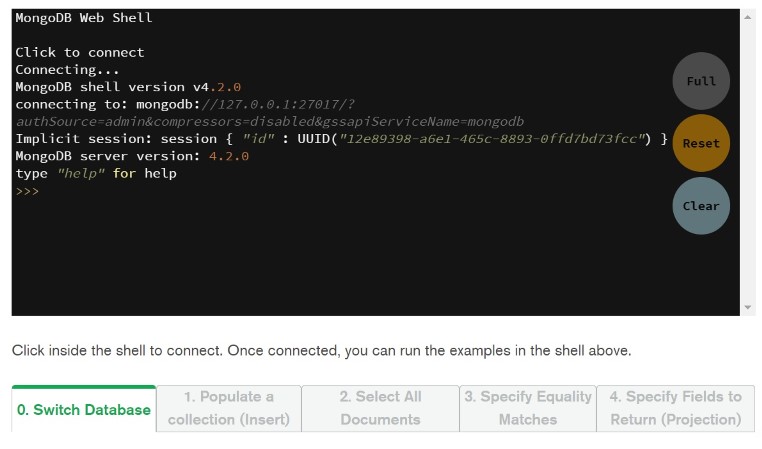 MongoDB Web Shell
Click to connect
Connecting...
MongoDB shell version v4.2.0
connecting to: mongodb://127.0.0.1:27017/?
authSource=admin&compressors=disabled&gssapiServiceName=mongodb
Implicit session: session { "id" : UUID("12e89398-a6e1-465c-8893-0ffd7bd73fcc") }
MongoDB server version: 4.2.0
type "help" for help
>>>
Full
Reset
Clear
Click inside the shell to connect. Once connected, you can run the examples in the shell above.
0. Switch Database
1. Populate a
collection (Insert)
2. Select All
Documents
3. Specify Equality
Matches
4. Specify Fields to
Return (Projection)